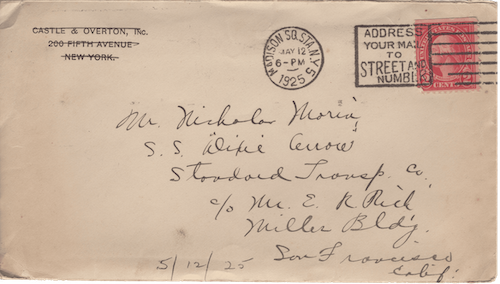 CASTLE & OVERTON, INC.
200 FIFTH AVENUE
NEW YORK.
MADISON SQ. STA. N.Y.
MAY 12
6-PM
1925
ADDRESS
YOUR MAIL
TO
STREET AND
NUMBER
CENTS
Mr. Nicholas Morin,
S.S. "Dixie Arrow"
Standard Transp. Co.
c/o Mr. E. R. Rich
Miller Bldg.
San Francisco
Calif.
5/12/25